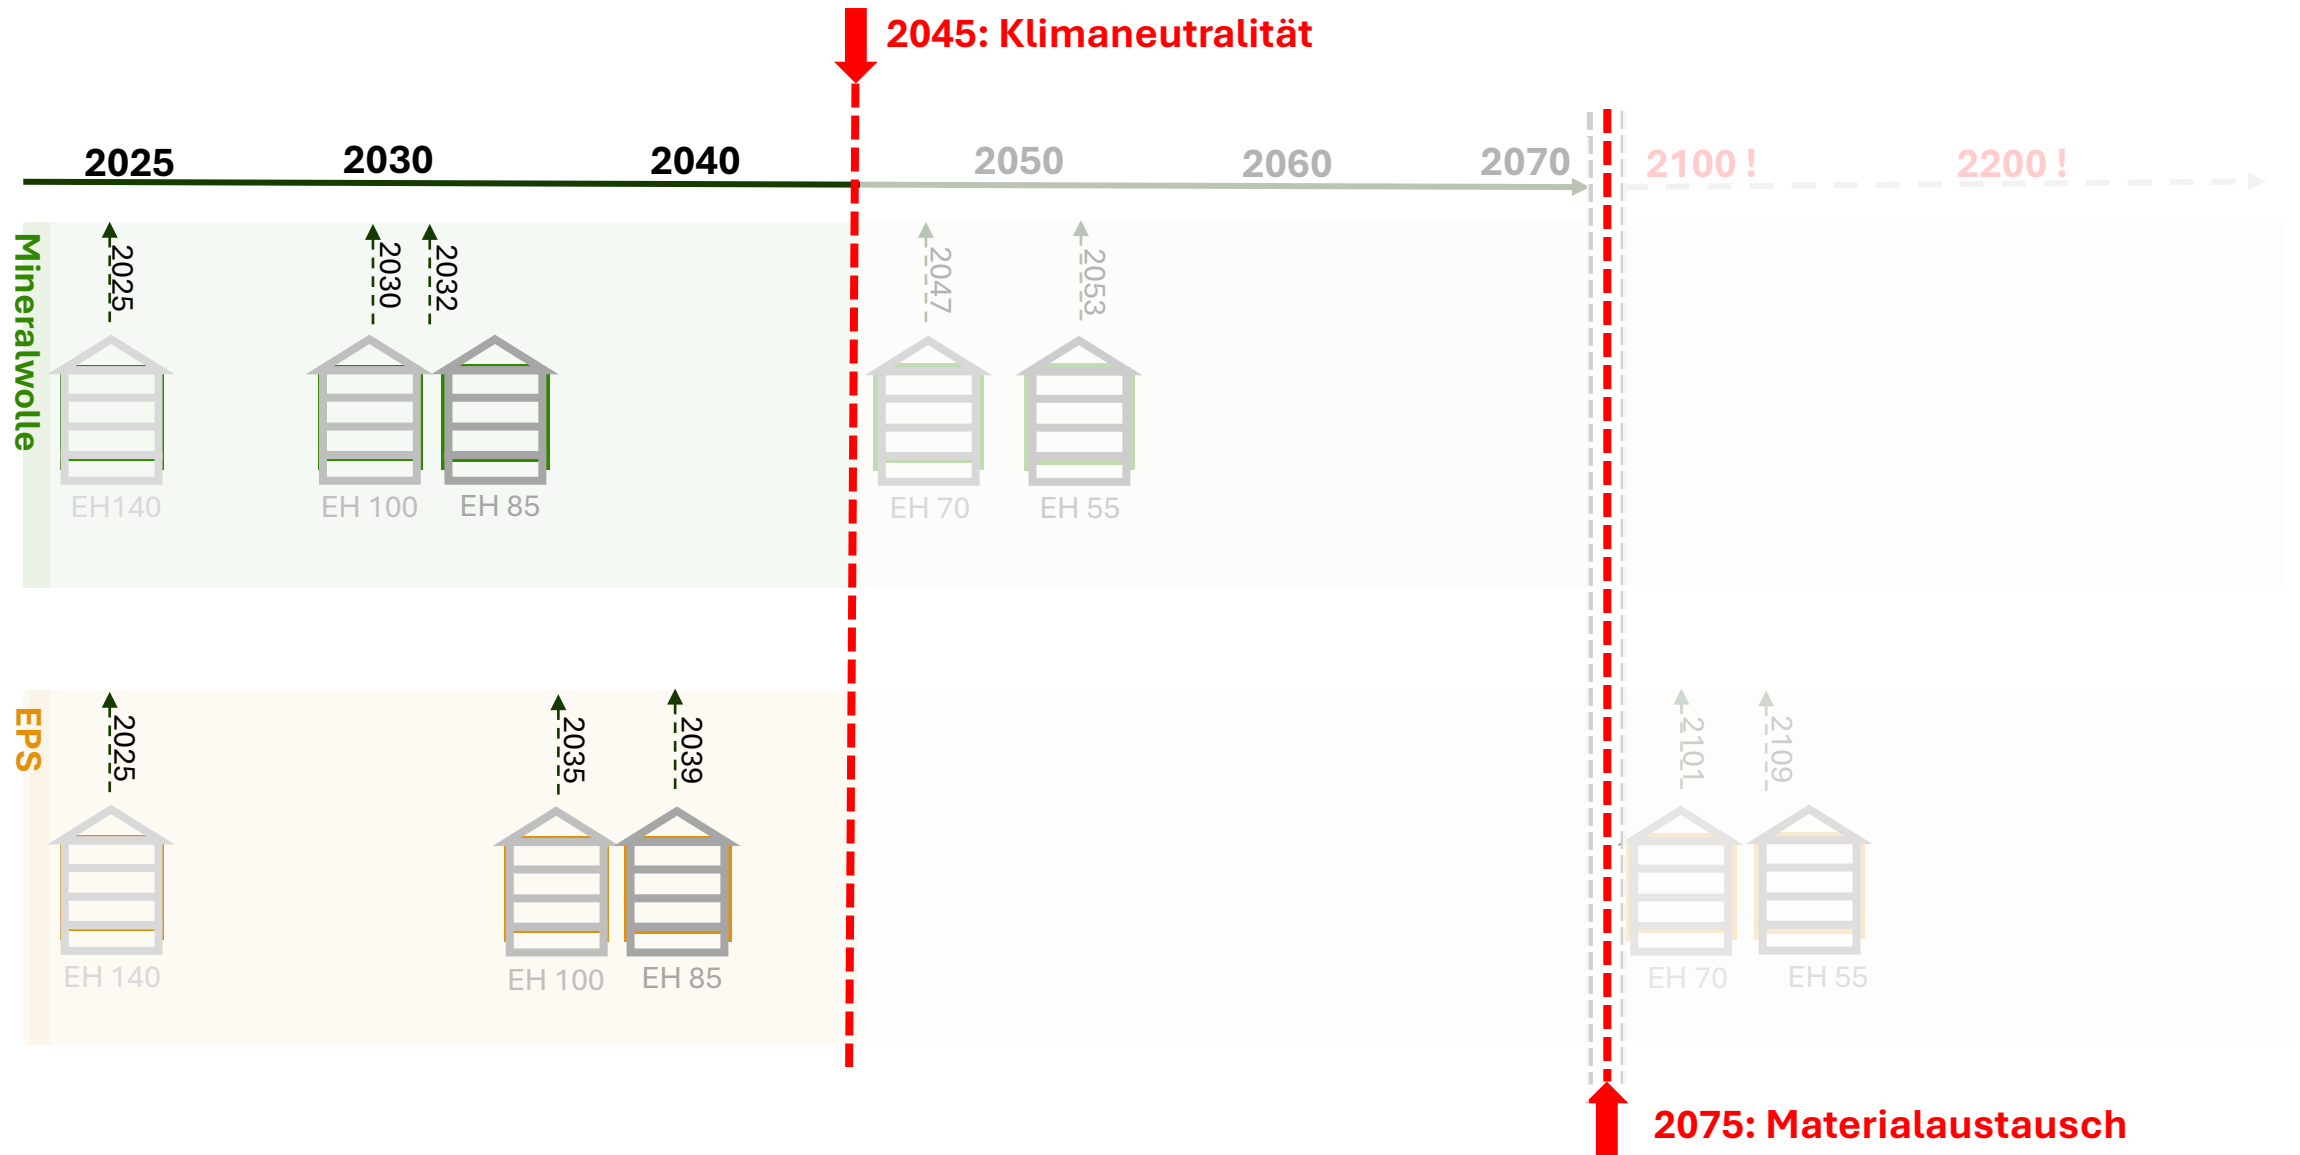 2045: Klimaneutralität
2025
2030
2040
2050
2060
2070
2100 !
2200 !
Mineralwolle
2025
2030
2032
2047
2053
EH140
EH 100
EH 85
EH 70
EH 55
EPS
2025
2035
2039
2101
2109
EH 140
EH 100
EH 85
EH 70
EH 55
2075: Materialaustausch